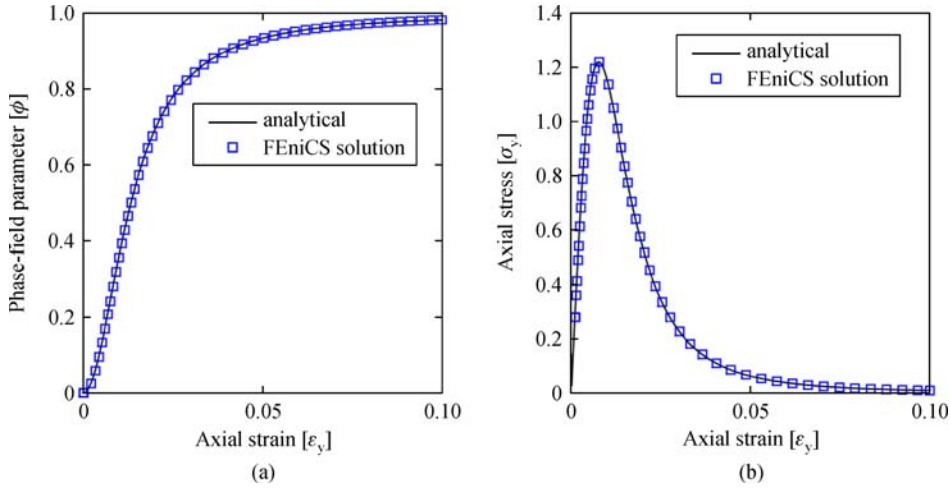 1.0
0.8
0.6
0.4
0.2
0
Phase-field parameter [ϕ]
analytical
FEniCS solution
0
0.05
0.10
Axial strain [εy]
(a)
1.4
1.2
1.0
0.8
0.6
0.4
0.2
0
Axial stress [σy]
analytical
FEniCS solution
0
0.05
0.10
Axial strain [εy]
(b)